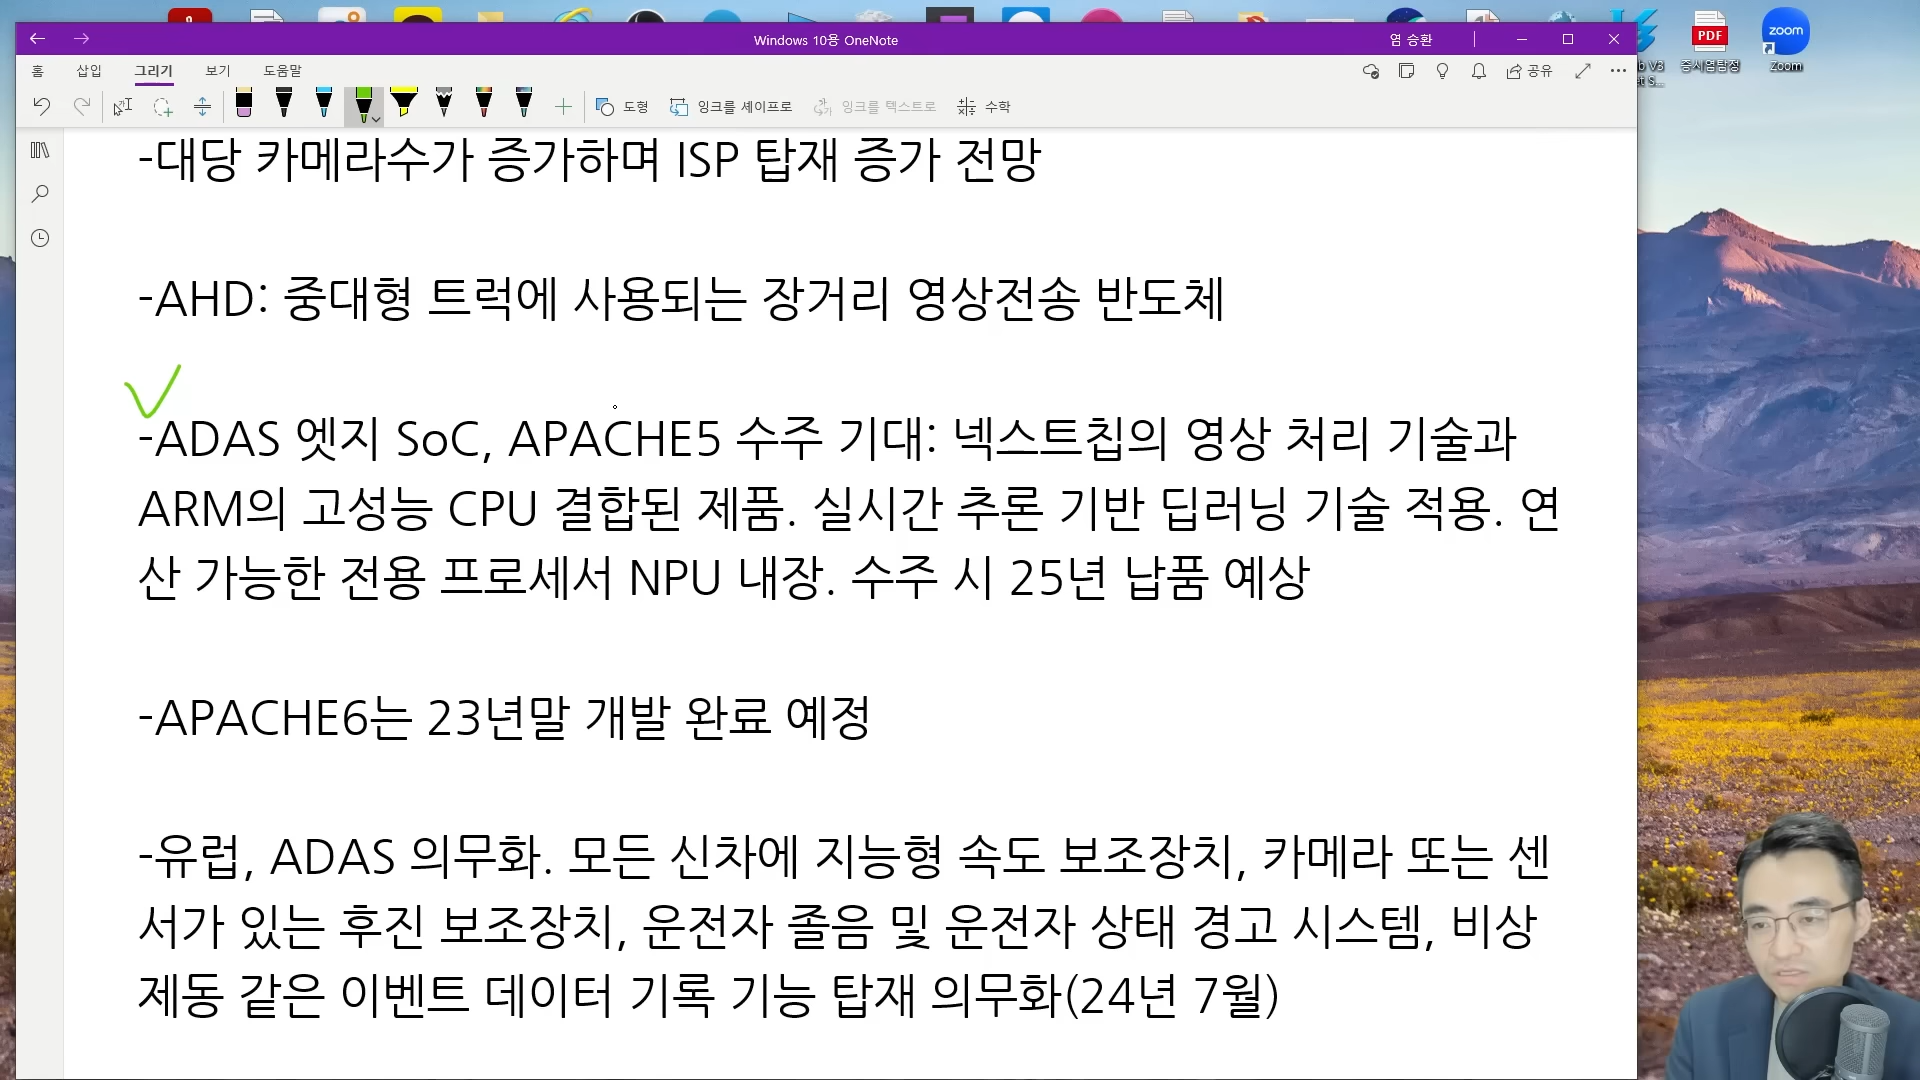 Windows 10용 OneNote
염 승환
홈 삽입 그리기 보기 도움말
공유
도형 잉크를 셰이프로 잉크를 텍스트로 수학
-대당 카메라수가 증가하며 ISP 탑재 증가 전망
-AHD: 중대형 트럭에 사용되는 장거리 영상전송 반도체
-ADAS 엣지 SoC, APACHE5 수주 기대: 넥스트칩의 영상 처리 기술과
ARM의 고성능 CPU 결합된 제품. 실시간 추론 기반 딥러닝 기술 적용. 연
산 가능한 전용 프로세서 NPU 내장. 수주 시 25년 납품 예상
-APACHE6는 23년말 개발 완료 예정
-유럽, ADAS 의무화. 모든 신차에 지능형 속도 보조장치, 카메라 또는 센
서가 있는 후진 보조장치, 운전자 졸음 및 운전자 상태 경고 시스템, 비상
제동 같은 이벤트 데이터 기록 기능 탑재 의무화(24년 7월)
PDF
zoom
b V3
et S...
증시염탐정
Zoom